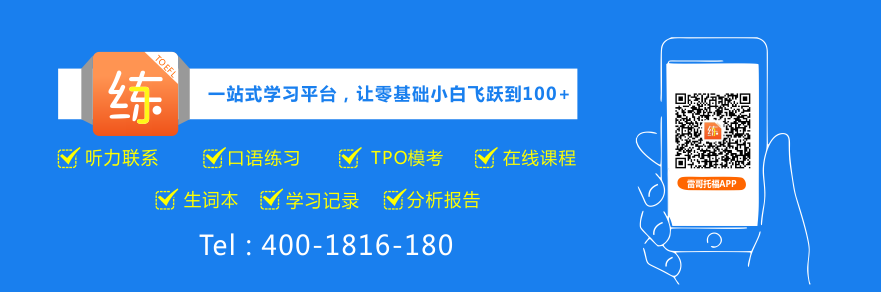 练
TOEFL
一站式学习平台，让零基础小白飞跃到100+
听力联系 口语练习 TPO模考 在线课程
生词本 学习记录 分析报告
Tel：400-1816-180
练
雷哥托福APP